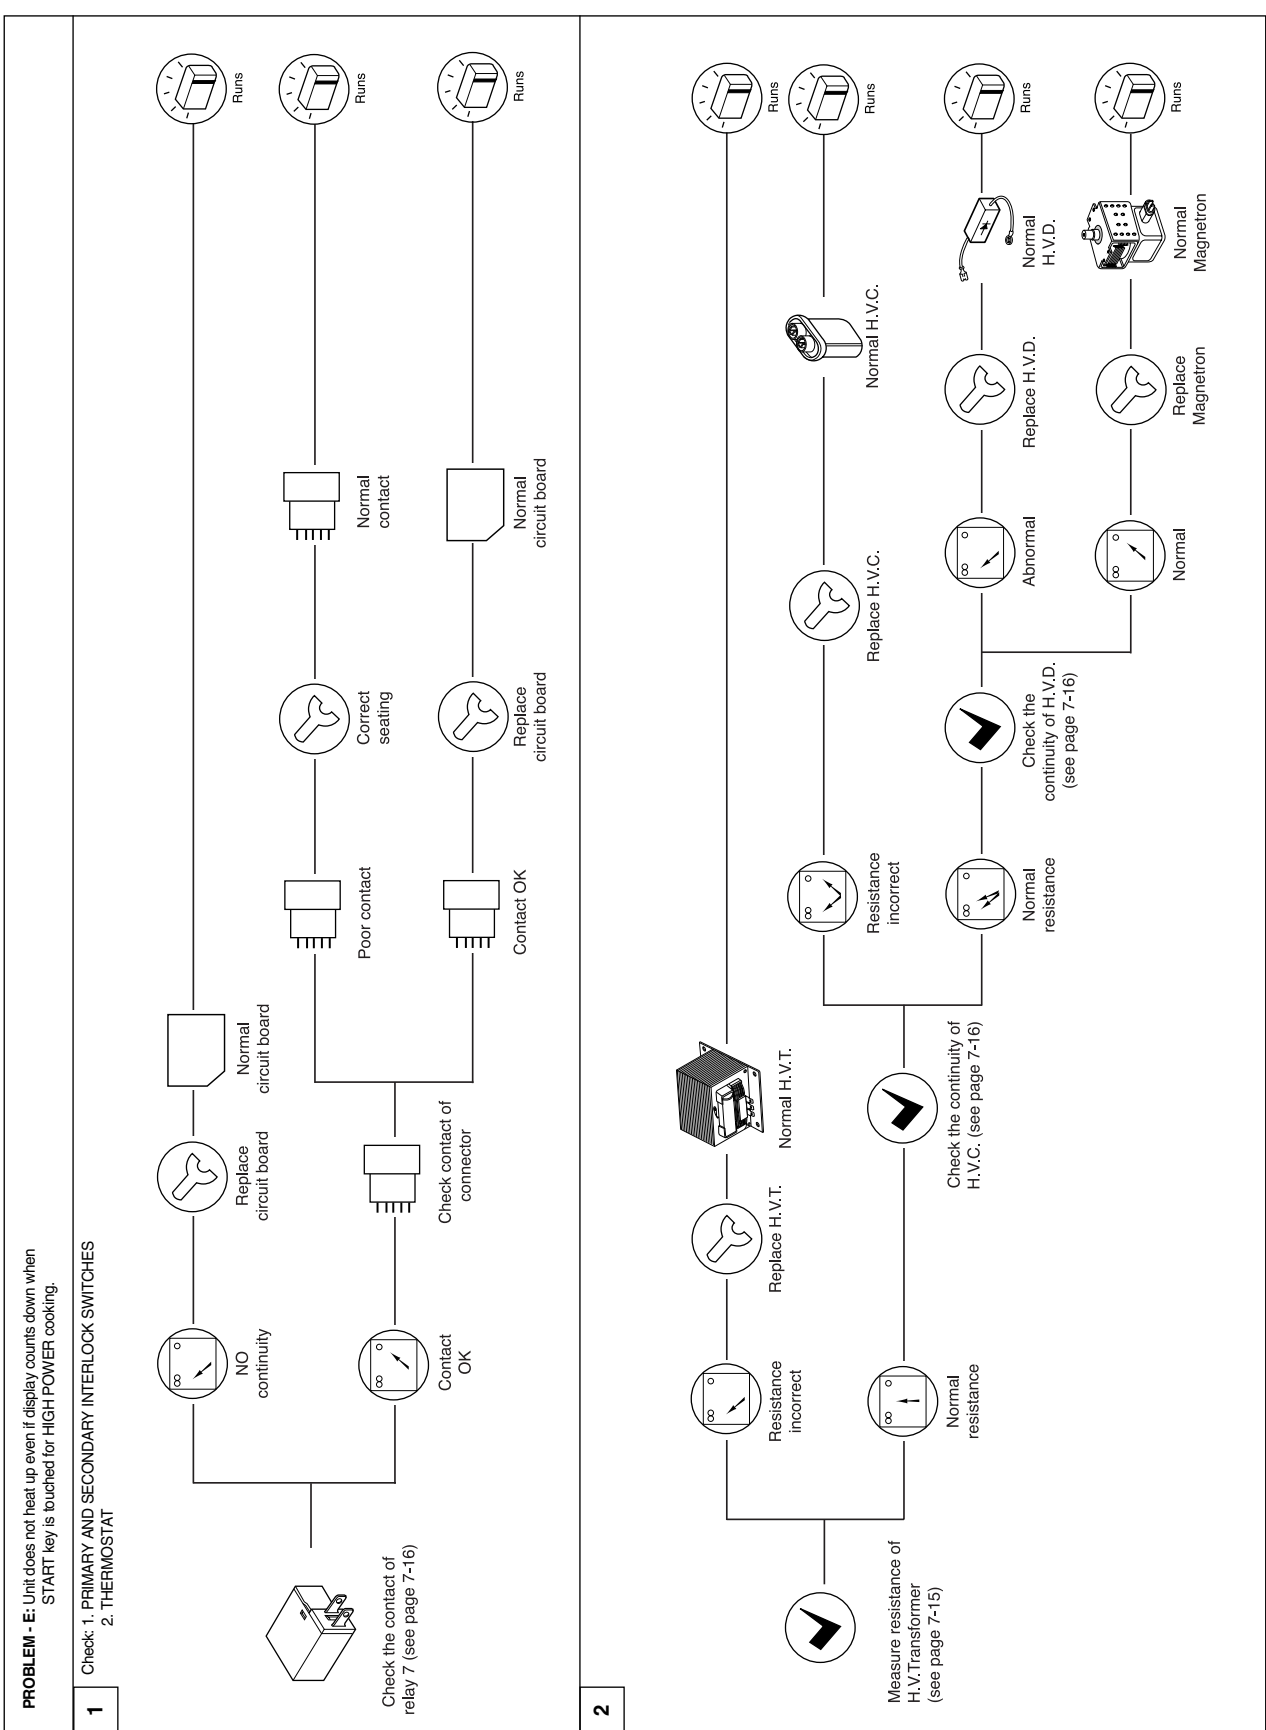 PROBLEM - E: Unit does not heat up even if display counts down when
START key is touched for HIGH POWER cooking.
1
Check: 1. PRIMARY AND SECONDARY INTERLOCK SWITCHES
2. THERMOSTAT
Check the contact of
relay 7 (see page 7-16)
NO
continuity
Replace
circuit board
Normal
circuit board
Runs
Contact
OK
Check contact of
connector
Poor contact
Correct
seating
Normal
contact
Runs
Contact OK
Replace
circuit board
Normal
circuit board
Runs
2
Measure resistance of
H.V.Transformer
(see page 7-15)
Resistance
incorrect
Replace H.V.T.
Normal H.V.T.
Runs
Normal
resistance
Check the continuity of
H.V.C. (see page 7-16)
Resistance
incorrect
Replace H.V.C.
Normal H.V.C.
Runs
Normal
resistance
Check the
continuity of H.V.D.
(see page 7-16)
Abnormal
Replace H.V.D.
Normal
H.V.D.
Runs
Normal
Replace
Magnetron
Normal
Magnetron
Runs